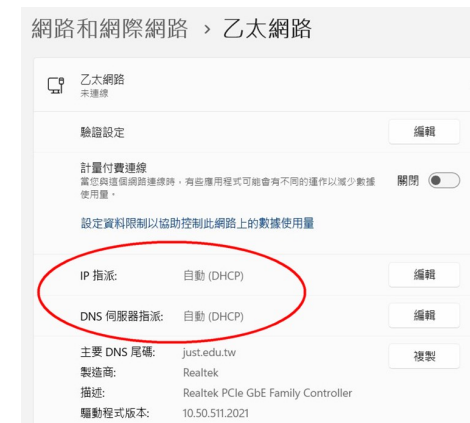 網路和網際網路 › 乙太網路
乙太網路
未連線
驗證設定 編輯
計量付費連線
當您與這個網路連線時，有些應用程式可能會有不同的運作以減少數據 關閉
使用量。
設定資料限制以協助控制此網路上的數據使用量
IP 指派: 自動 (DHCP) 編輯
DNS 伺服器指派: 自動 (DHCP) 編輯
主要 DNS 尾碼: just.edu.tw 複製
製造商: Realtek
描述: Realtek PCIe GbE Family Controller
驅動程式版本: 10.50.511.2021